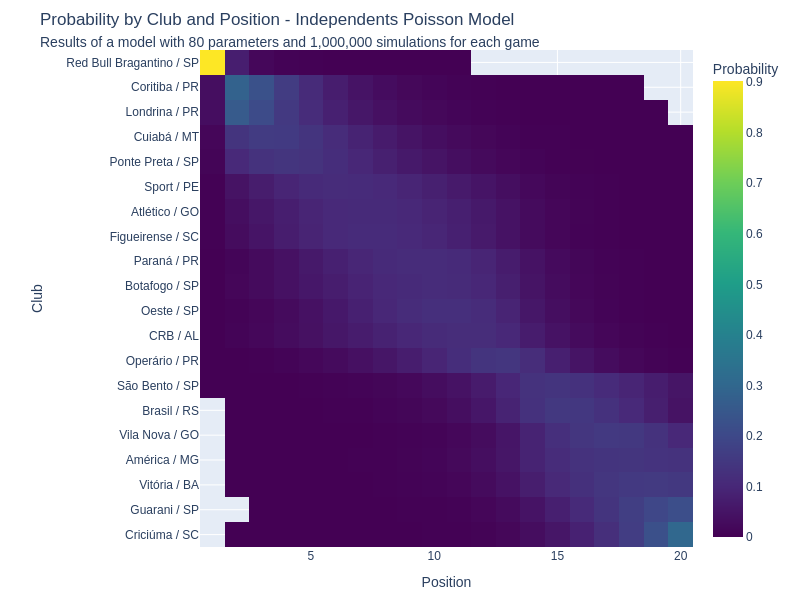 Probability by Club and Position - Independents Poisson Model
Results of a model with 80 parameters and 1,000,000 simulations for each game
Probability
Red Bull Bragantino / SP
Coritiba / PR
Londrina / PR
Cuiabá / MT
Ponte Preta / SP
Sport / PE
Atlético / GO
Figueirense / SC
Paraná / PR
Botafogo / SP
Oeste / SP
CRB / AL
Operário / PR
São Bento / SP
Brasil / RS
Vila Nova / GO
América / MG
Vitória / BA
Guarani / SP
Criciúma / SC
Club
5
10
15
20
Position
0.9
0.8
0.7
0.6
0.5
0.4
0.3
0.2
0.1
0